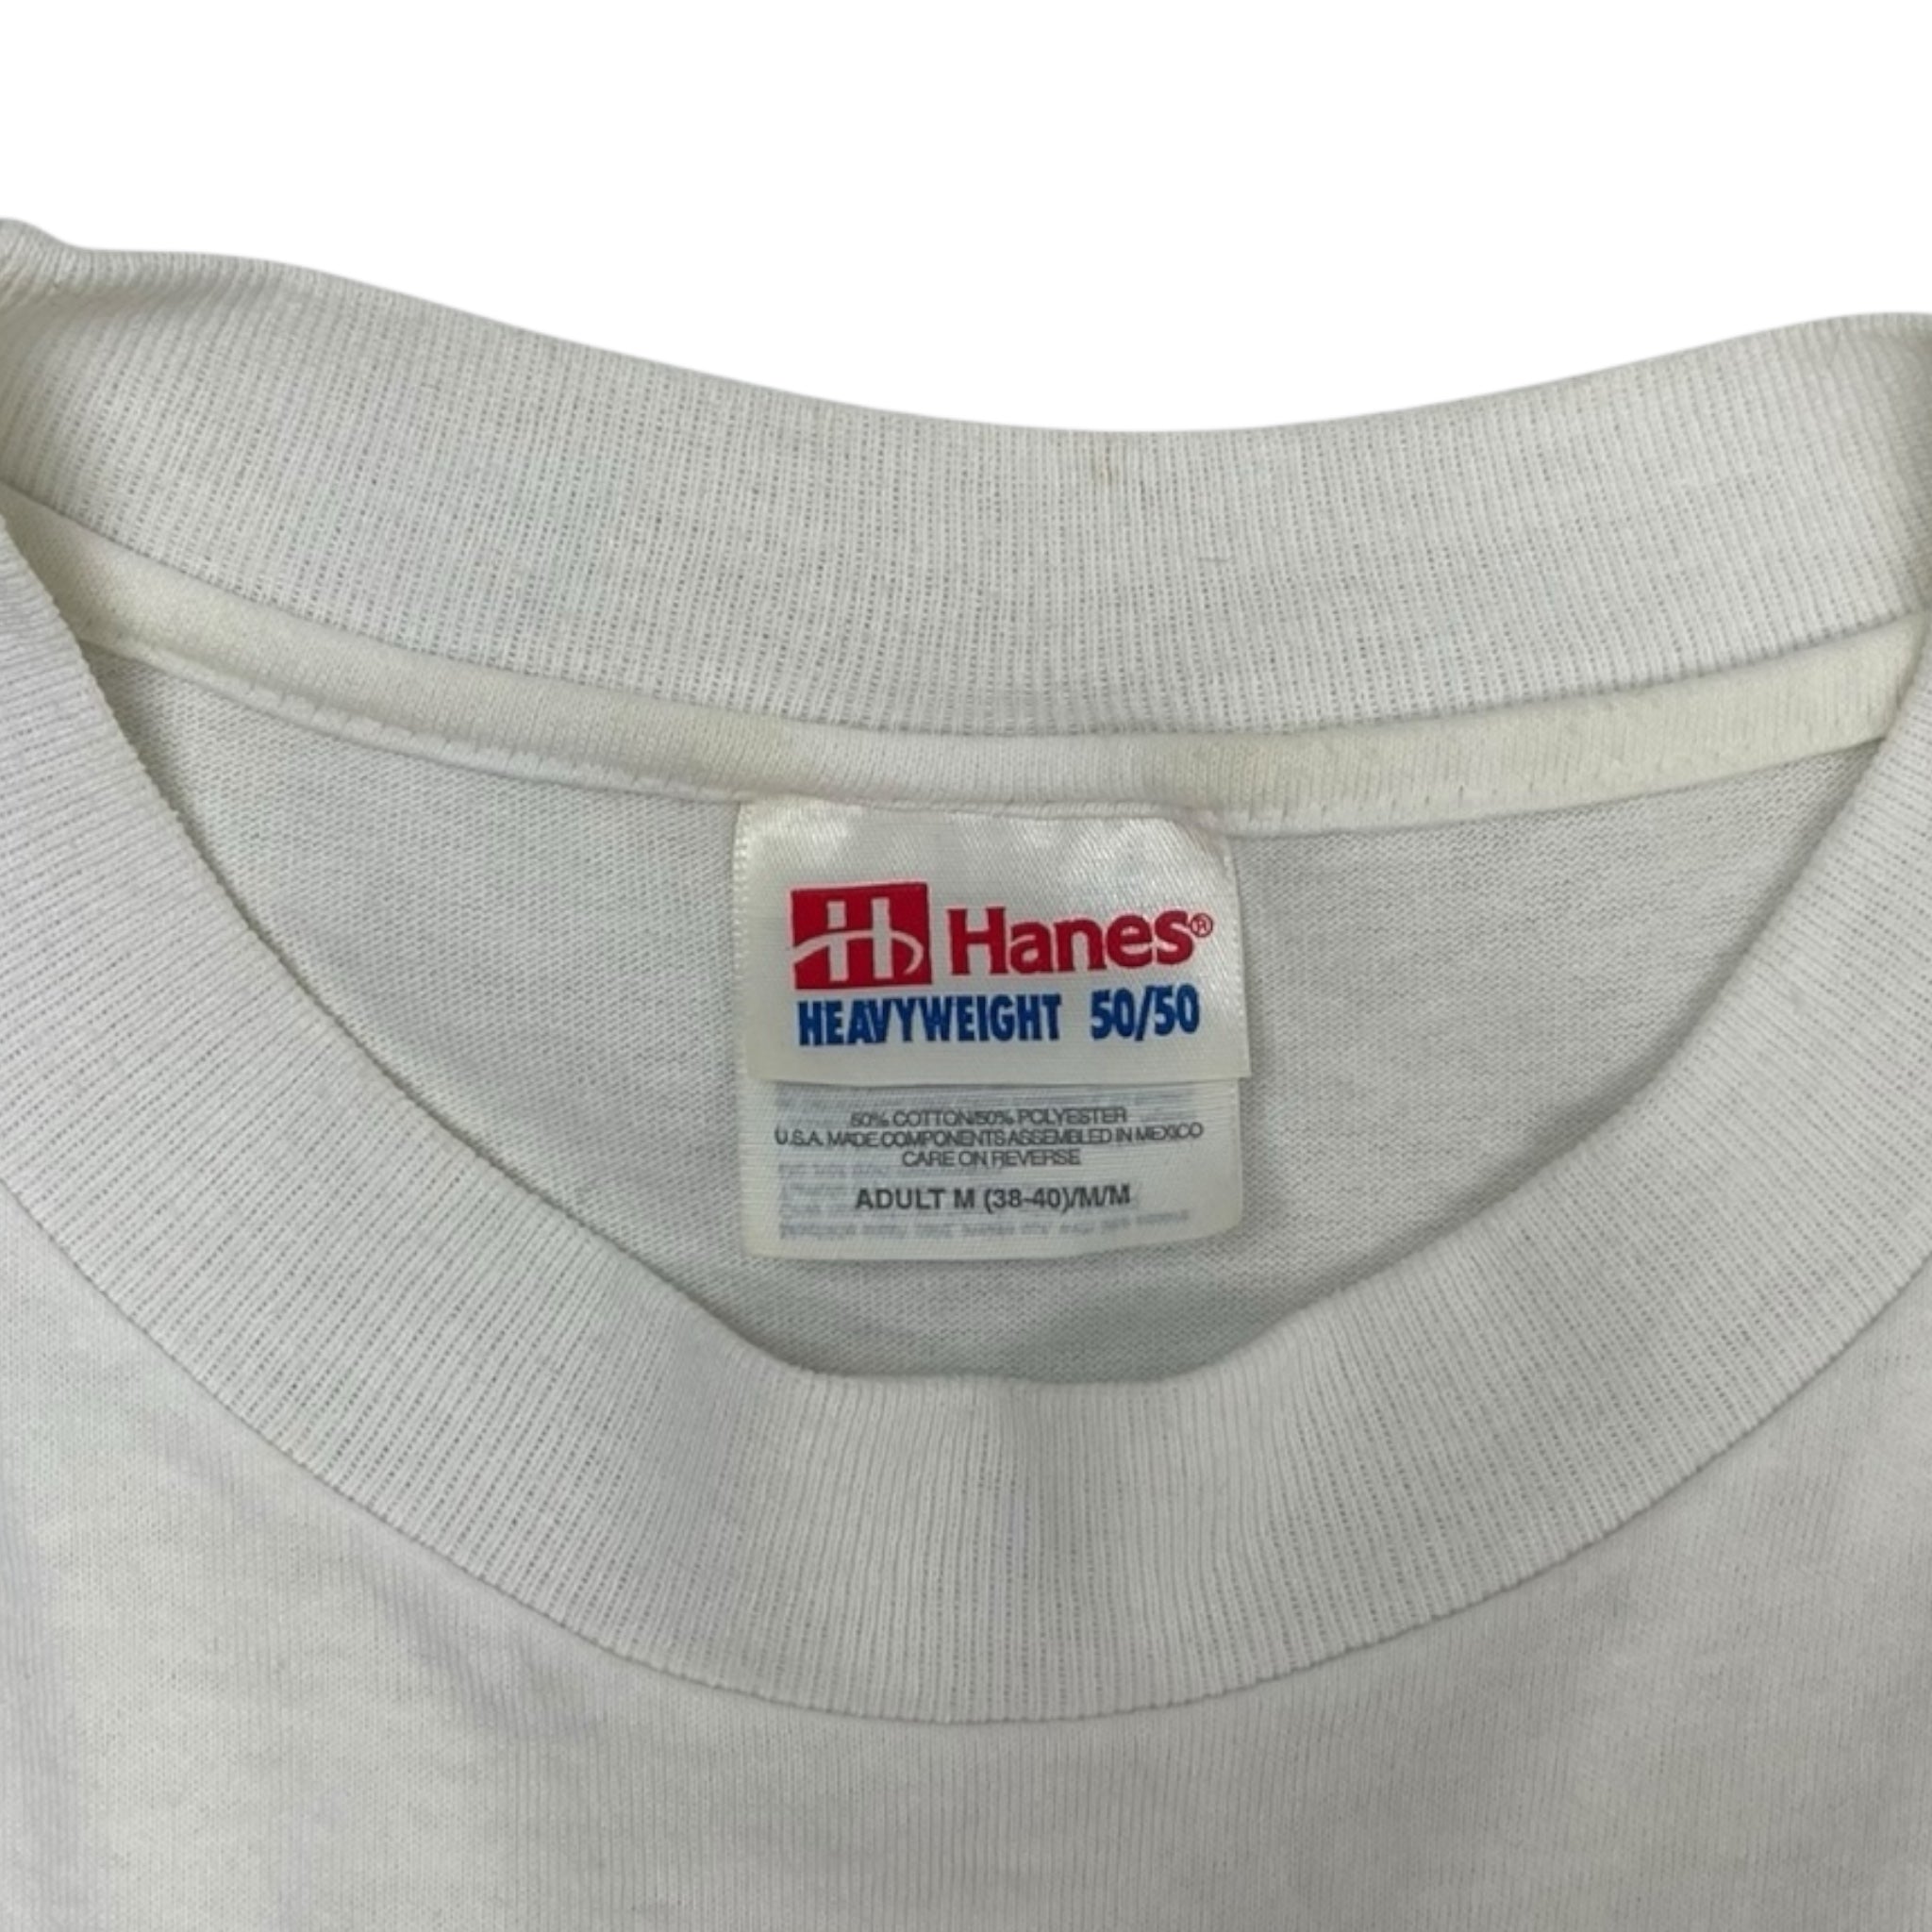 H Hanes®
HEAVYWEIGHT 50/50
50% COTTON/50% POLYESTER
U.S.A. MADE COMPONENTS ASSEMBLED IN MEXICO
CARE ON REVERSE
ADULT M (38-40)/M/M